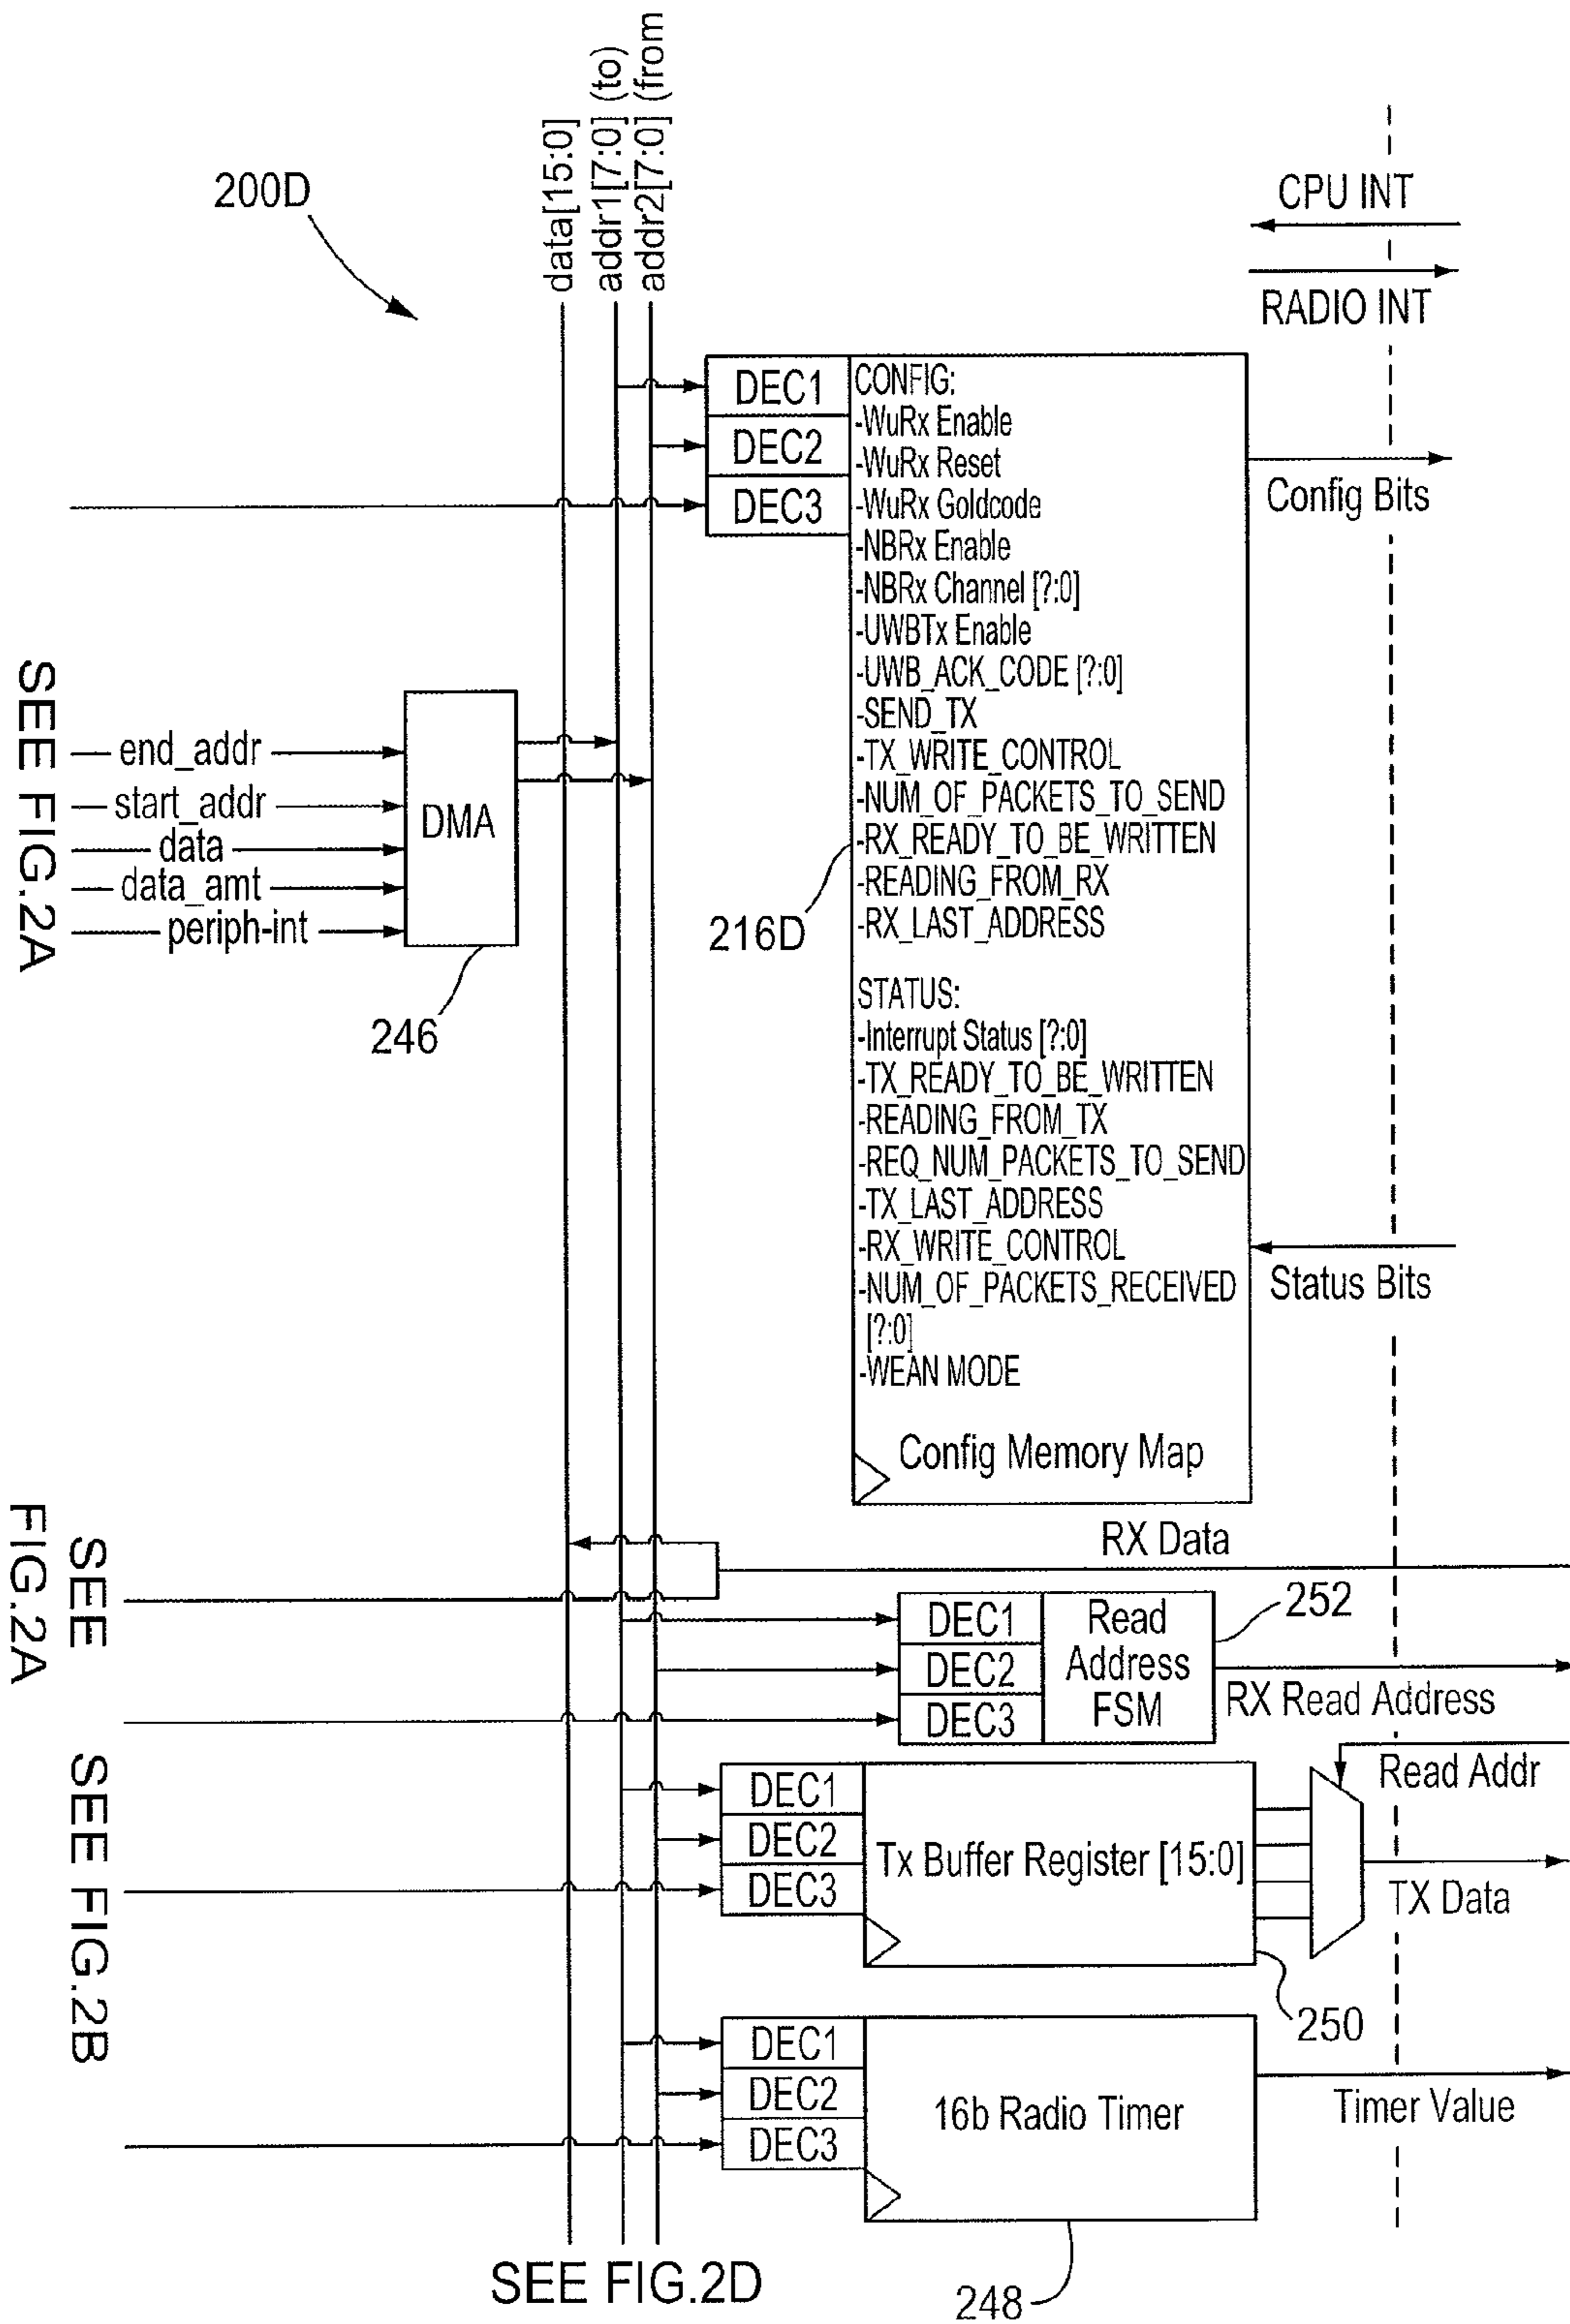 data[15:0]
addr1[7:0] (to)
addr2[7:0] (from
200D
CPU INT
RADIO INT
DEC1
DEC2
DEC3
CONFIG:
-WuRx Enable
-WuRx Reset
-WuRx Goldcode
-NBRx Enable
-NBRx Channel [?:0]
-UWBTx Enable
-UWB_ACK_CODE [?:0]
-SEND_TX
-TX_WRITE_CONTROL
-NUM_OF_PACKETS_TO_SEND
-RX_READY_TO_BE_WRITTEN
-READING_FROM_RX
-RX_LAST_ADDRESS
STATUS:
-Interrupt Status [?:0]
-TX_READY_TO_BE_WRITTEN
-READING_FROM_TX
-REQ_NUM_PACKETS_TO_SEND
-TX_LAST_ADDRESS
-RX_WRITE_CONTROL
-NUM_OF_PACKETS_RECEIVED
[?:0]
-WEAN MODE
Config Memory Map
Config Bits
Status Bits
216D
SEE FIG.2A
end_addr
start_addr
data
data_amt
periph-int
DMA
246
SEE
FIG.2A
RX Data
DEC1
DEC2
DEC3
Read
Address
FSM
252
RX Read Address
SEE FIG.2B
DEC1
DEC2
DEC3
Tx Buffer Register [15:0]
Read Addr
TX Data
250
DEC1
DEC2
DEC3
16b Radio Timer
Timer Value
248
SEE FIG.2D